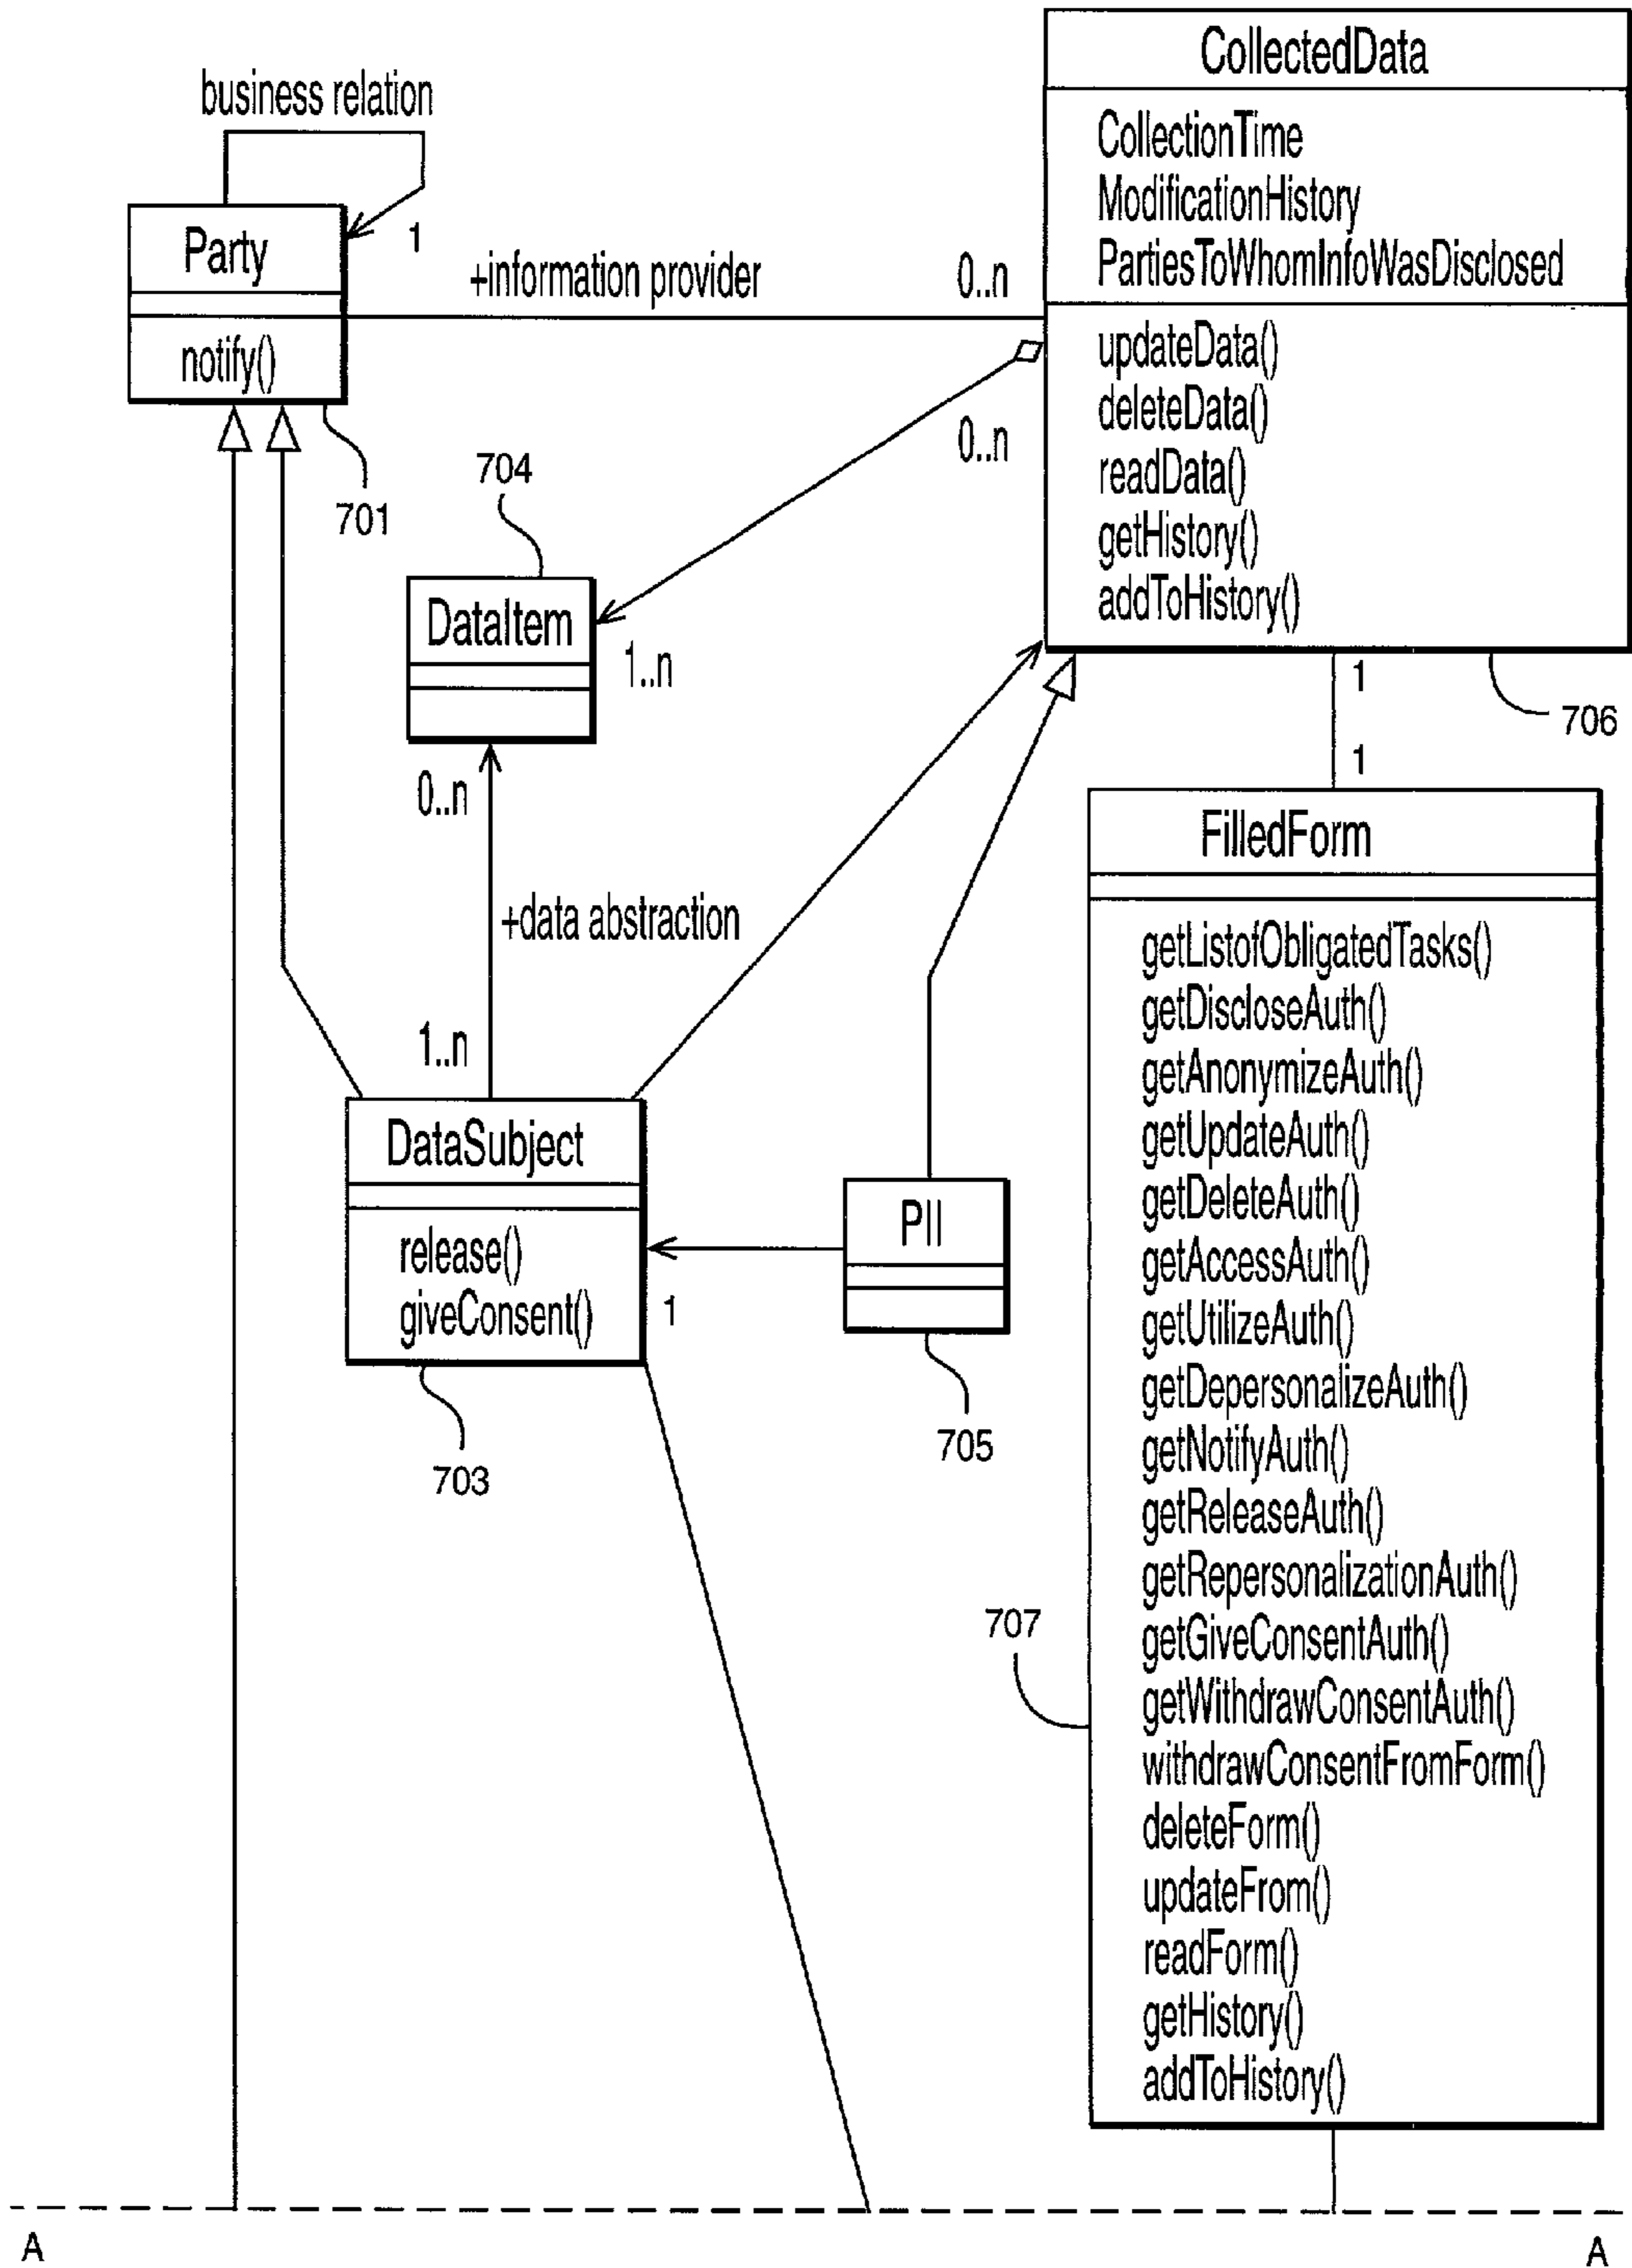 business relation
Party
1
notify()
701
+information provider
0..n
CollectedData
CollectionTime
ModificationHistory
PartiesToWhomInfoWasDisclosed
updateData()
deleteData()
readData()
getHistory()
addToHistory()
0..n
704
DataItem
1..n
706
1
1
0..n
+data abstraction
1..n
DataSubject
release()
giveConsent()
1
703
PII
705
FilledForm
getListofObligatedTasks()
getDiscloseAuth()
getAnonymizeAuth()
getUpdateAuth()
getDeleteAuth()
getAccessAuth()
getUtilizeAuth()
getDepersonalizeAuth()
getNotifyAuth()
getReleaseAuth()
getRepersonalizationAuth()
getGiveConsentAuth()
getWithdrawConsentAuth()
withdrawConsentFromForm()
deleteForm()
updateFrom()
readForm()
getHistory()
addToHistory()
707
A
A